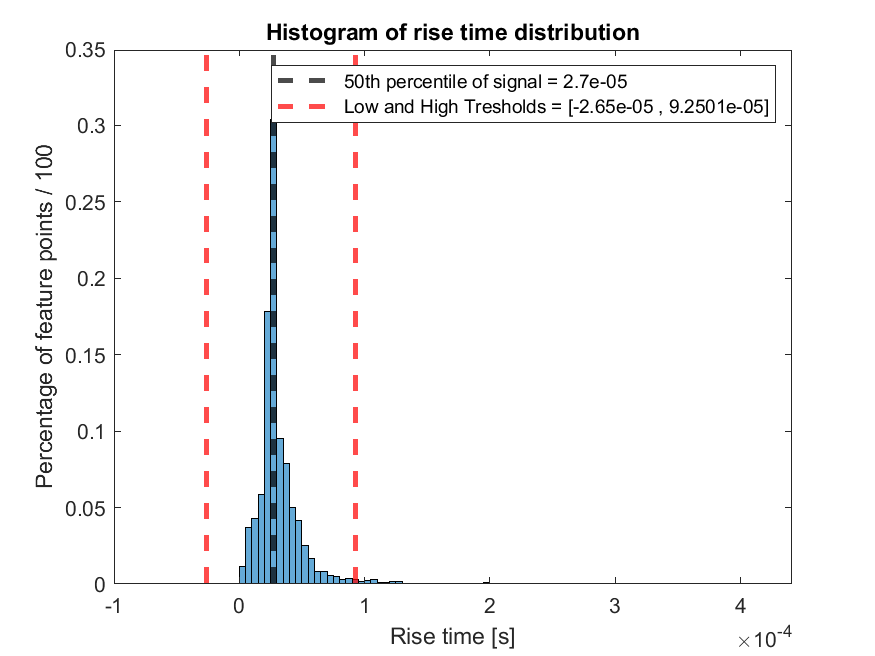 Histogram of rise time distribution
50th percentile of signal = 2.7e-05
Low and High Tresholds = [-2.65e-05 , 9.2501e-05]
Percentage of feature points / 100
0.35
0.3
0.25
0.2
0.15
0.1
0.05
0
-1 0 1 2 3 4
×10⁻⁴
Rise time [s]